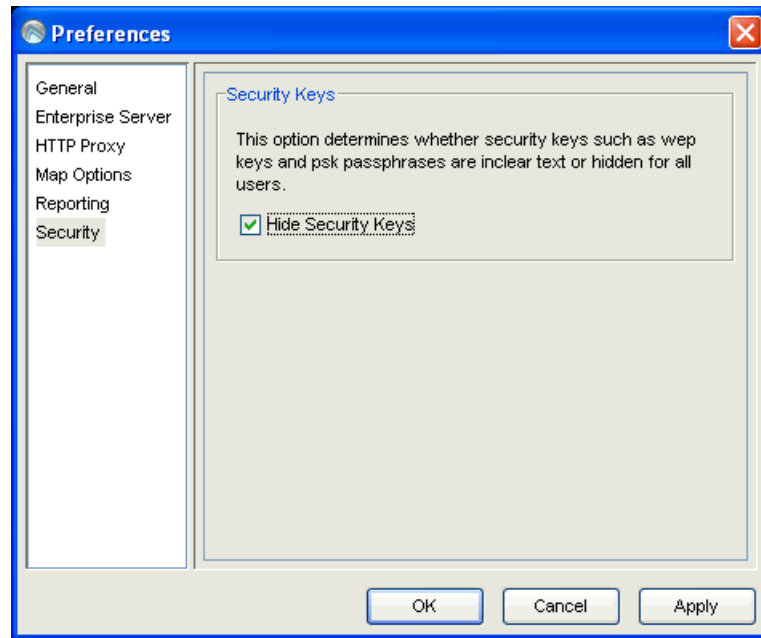 Preferences
General
Enterprise Server
HTTP Proxy
Map Options
Reporting
Security
Security Keys
This option determines whether security keys such as wep
keys and psk passphrases are inclear text or hidden for all
users.
Hide Security Keys
OK
Cancel
Apply